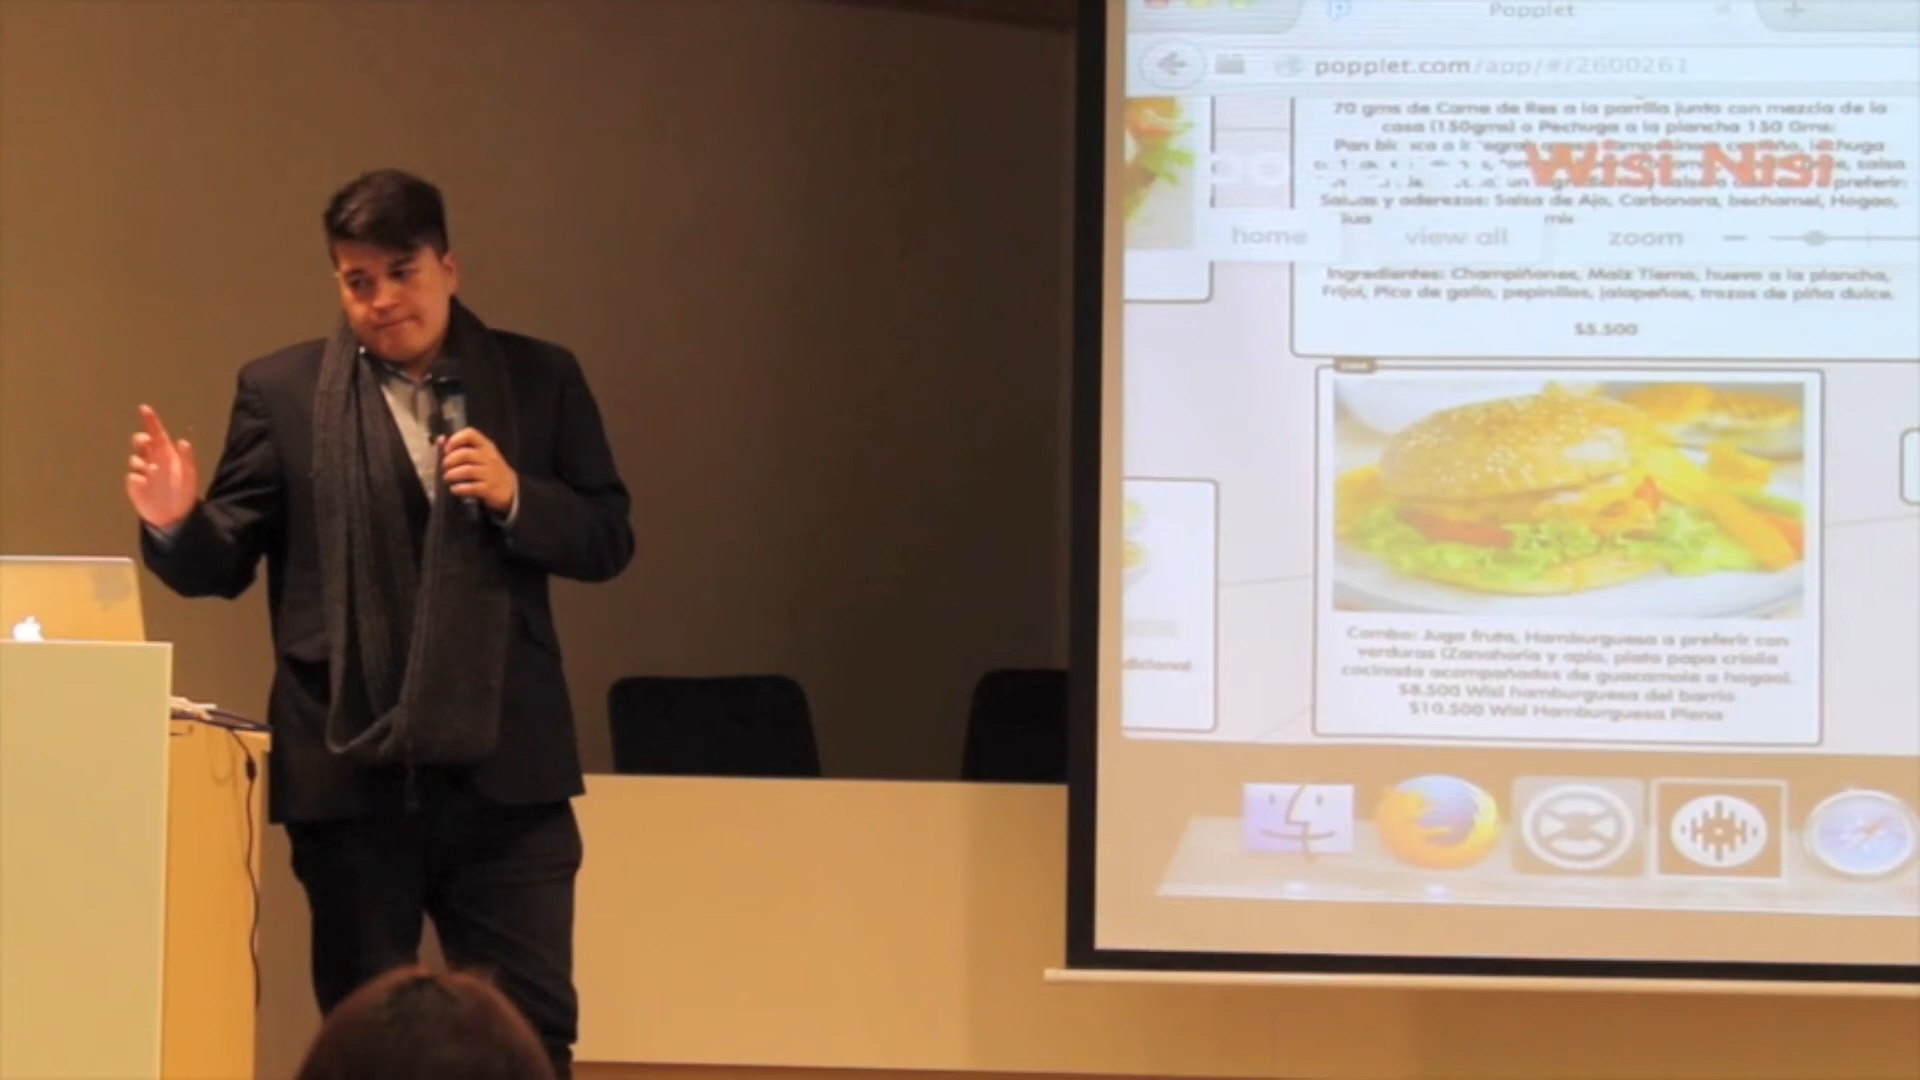 Popplet
popplet.com/app/#/2600261
70 gms de Carne de Res a la parrilla junto con mezcla de la
casa (150gms) o Pechuga a la plancha 150 Gms:
Wisi Nisi
preferir:
Salsas y aderezos: Salsa de Ajo, Carbonara, bechamel, Hogao,
home view all zoom
Ingredientes: Champiñones, Maiz Tierno, huevo a la plancha,
Frijol, Pico de gallo, pepinillos, jalapeños, trozos de piña dulce.
$5.500
dicional
Combo: Jugo fruta, Hamburguesa a preferir con
verduras (Zanahoria y apio, plato papa criolla
cocinada acompañados de guacamole o hogao).
$8.500 Wisi hamburguesa del barrio
$10.500 Wisi Hamburguesa Plena